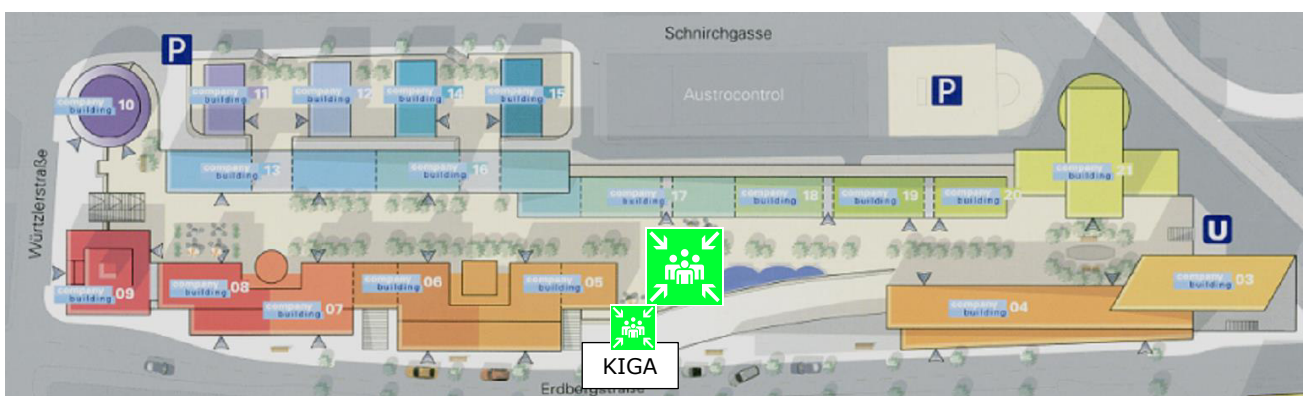 Schnirchgasse
P
P
Austrocontrol
company
building 10
company
building 11
company
building 12
company
building 14
company
building 15
company
building 13
company
building 16
company
building 17
company
building 18
company
building 19
company
building 20
company
building 21
Würtzlerstraße
U
company
building 09
company
building 08
company
building 07
company
building 06
company
building 05
company
building 04
company
building 03
KIGA
Erdbergstraße